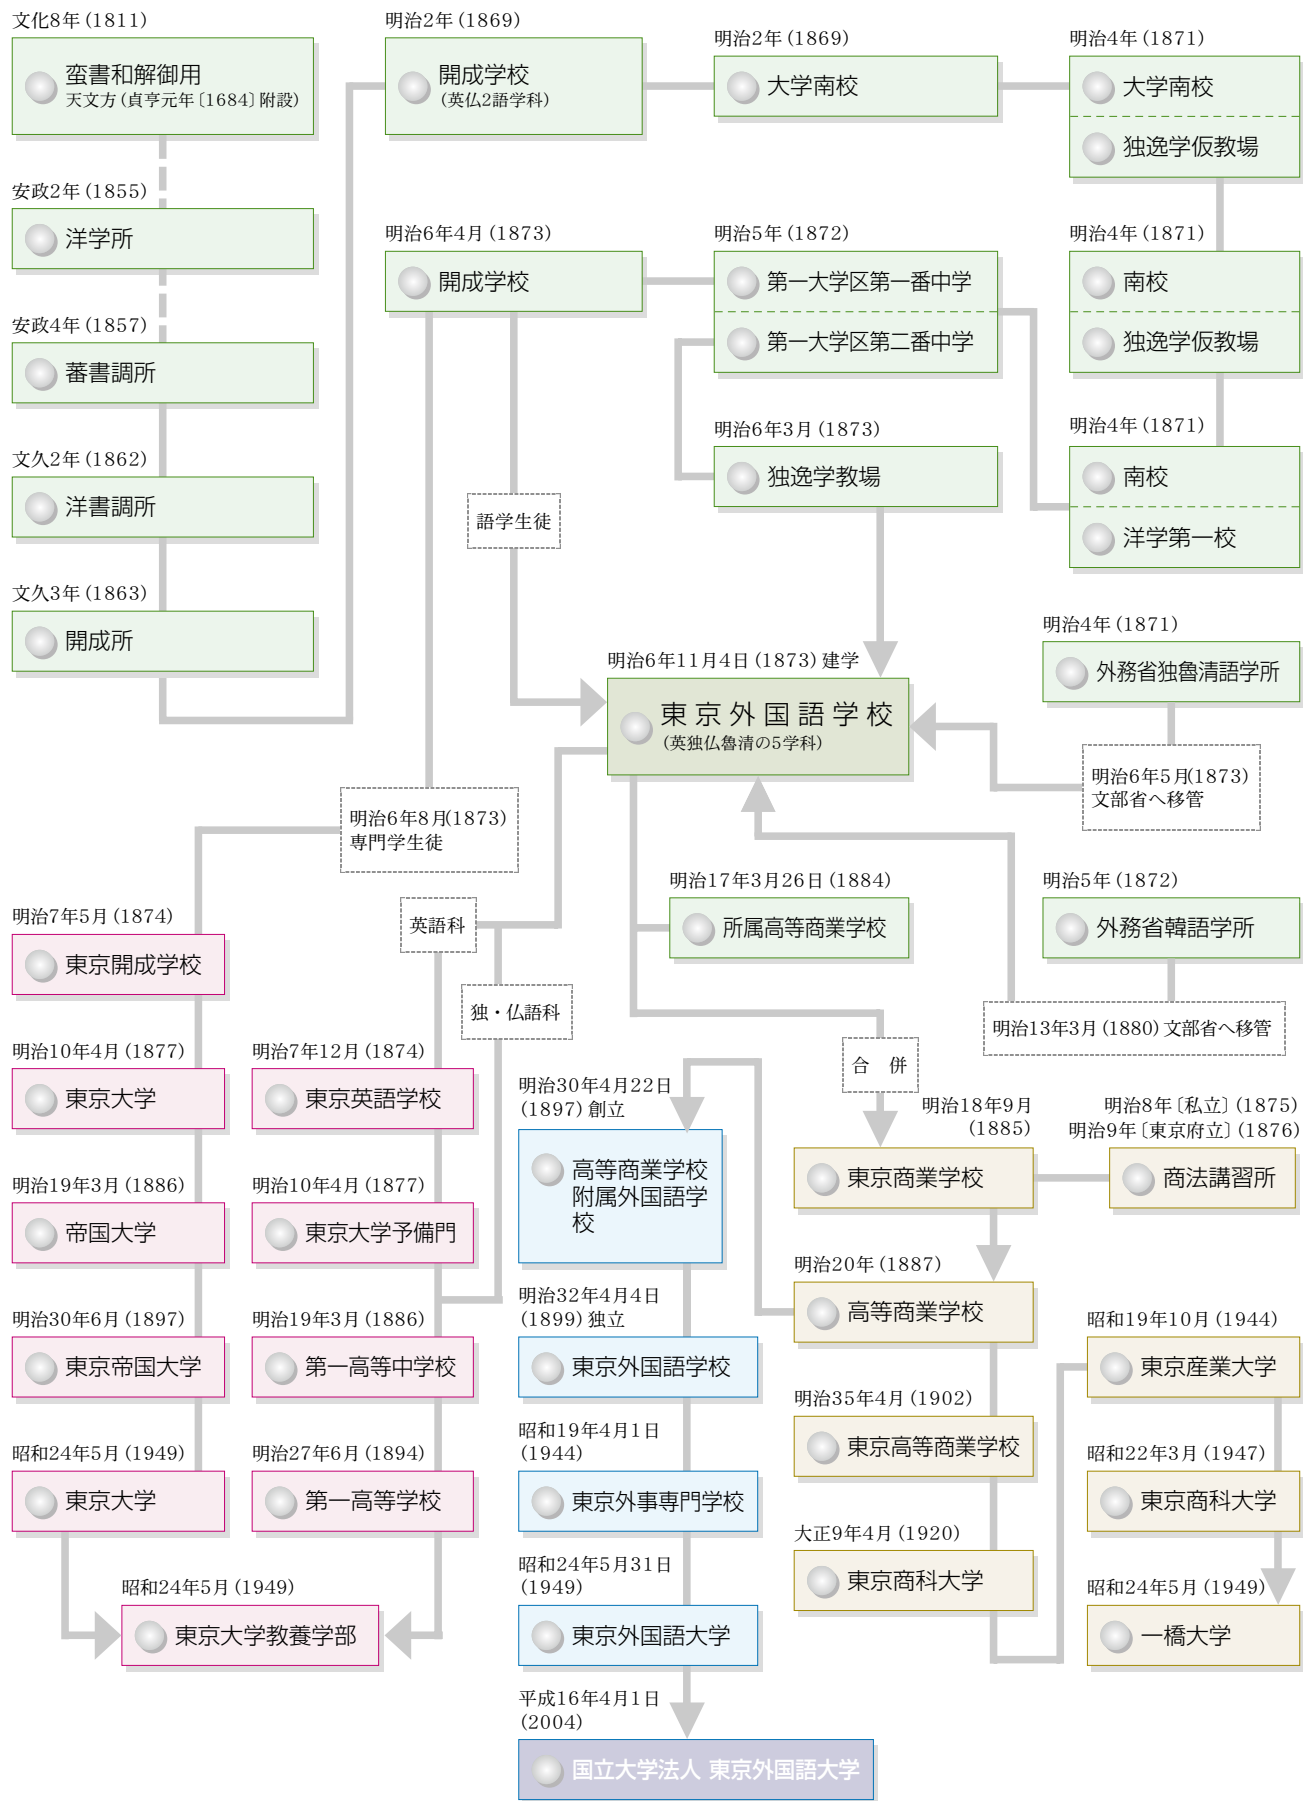 文化8年(1811)
蛮書和解御用
天文方(貞亨元年〔1684〕附設)
安政2年(1855)
洋学所
安政4年(1857)
蕃書調所
文久2年(1862)
洋書調所
文久3年(1863)
開成所
明治2年(1869)
開成学校
(英仏2語学科)
明治2年(1869)
大学南校
明治4年(1871)
大学南校
独逸学仮教場
明治4年(1871)
南校
独逸学仮教場
明治4年(1871)
南校
洋学第一校
明治5年(1872)
第一大学区第一番中学
第一大学区第二番中学
明治6年3月(1873)
独逸学教場
明治6年4月(1873)
開成学校
語学生徒
明治6年11月4日(1873)建学
東京外国語学校
(英独仏魯清の5学科)
明治4年(1871)
外務省独魯清語学所
明治6年5月(1873)
文部省へ移管
明治5年(1872)
外務省韓語学所
明治13年3月(1880)文部省へ移管
明治17年3月26日(1884)
所属高等商業学校
明治6年8月(1873)
専門学生徒
英語科
独・仏語科
明治7年5月(1874)
東京開成学校
明治10年4月(1877)
東京大学
明治19年3月(1886)
帝国大学
明治30年6月(1897)
東京帝国大学
昭和24年5月(1949)
東京大学
明治7年12月(1874)
東京英語学校
明治10年4月(1877)
東京大学予備門
明治19年3月(1886)
第一高等中学校
明治27年6月(1894)
第一高等学校
昭和24年5月(1949)
東京大学教養学部
合 併
明治18年9月
(1885)
東京商業学校
明治8年〔私立〕(1875)
明治9年〔東京府立〕(1876)
商法講習所
明治20年(1887)
高等商業学校
明治35年4月(1902)
東京高等商業学校
大正9年4月(1920)
東京商科大学
昭和19年10月(1944)
東京産業大学
昭和22年3月(1947)
東京商科大学
昭和24年5月(1949)
一橋大学
明治30年4月22日
(1897)創立
高等商業学校
附属外国語学
校
明治32年4月4日
(1899)独立
東京外国語学校
昭和19年4月1日
(1944)
東京外事専門学校
昭和24年5月31日
(1949)
東京外国語大学
平成16年4月1日
(2004)
国立大学法人 東京外国語大学